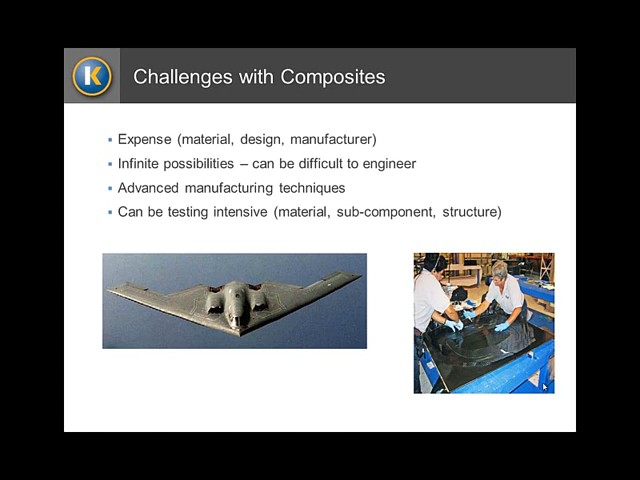 K
Challenges with Composites
▪ Expense (material, design, manufacturer)
▪ Infinite possibilities – can be difficult to engineer
▪ Advanced manufacturing techniques
▪ Can be testing intensive (material, sub-component, structure)